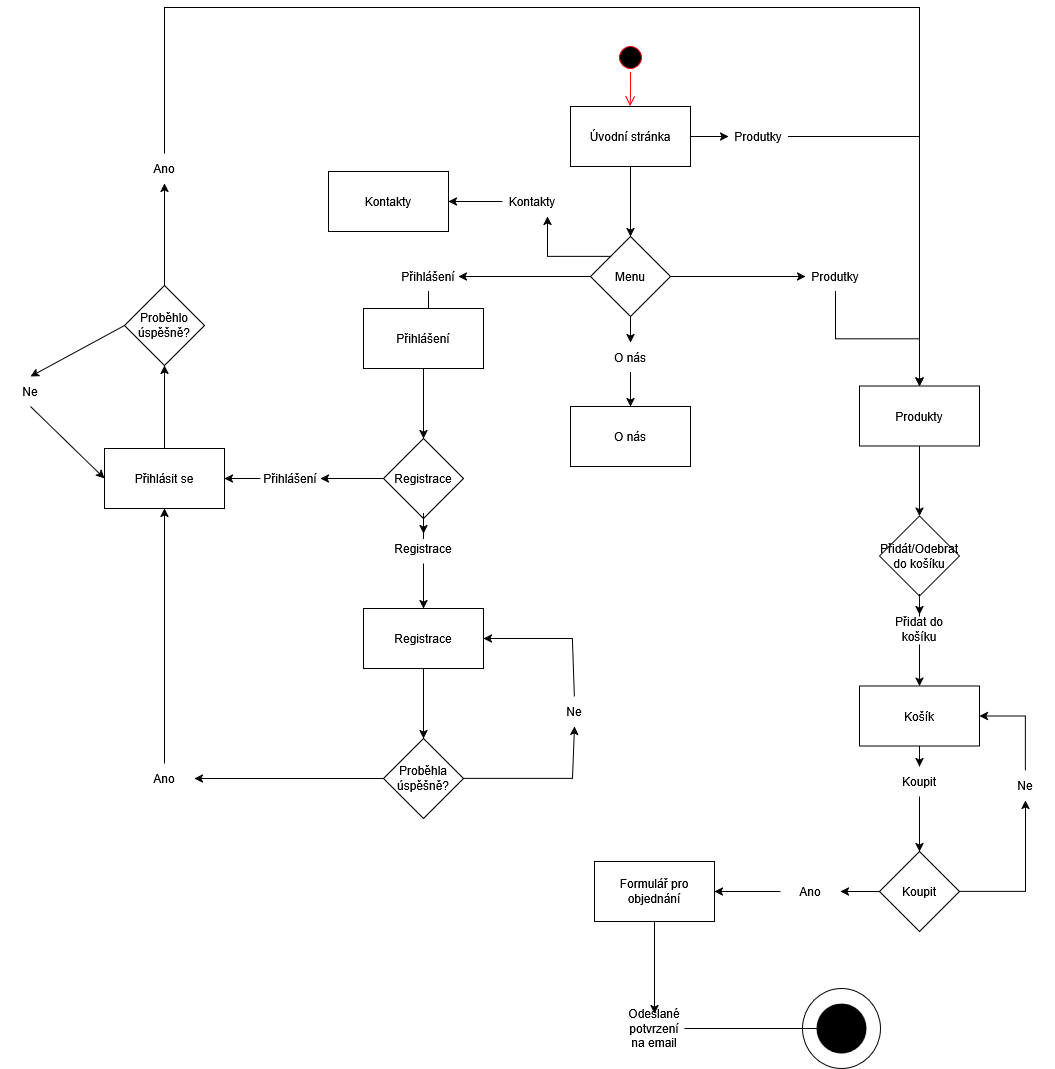 Úvodní stránka
Produtky
Ano
Kontakty
Kontakty
Přihlášení
Menu
Produtky
Proběhlo
úspěšně?
Přihlášení
O nás
Ne
Produkty
O nás
Přihlásit se
Přihlášení
Registrace
Registrace
Přidát/Odebrat
do košíku
Přidat do
košíku
Registrace
Ne
Košík
Ano
Proběhla
úspěšně?
Koupit
Ne
Formulář pro
objednání
Ano
Koupit
Odeslané
potvrzení
na email